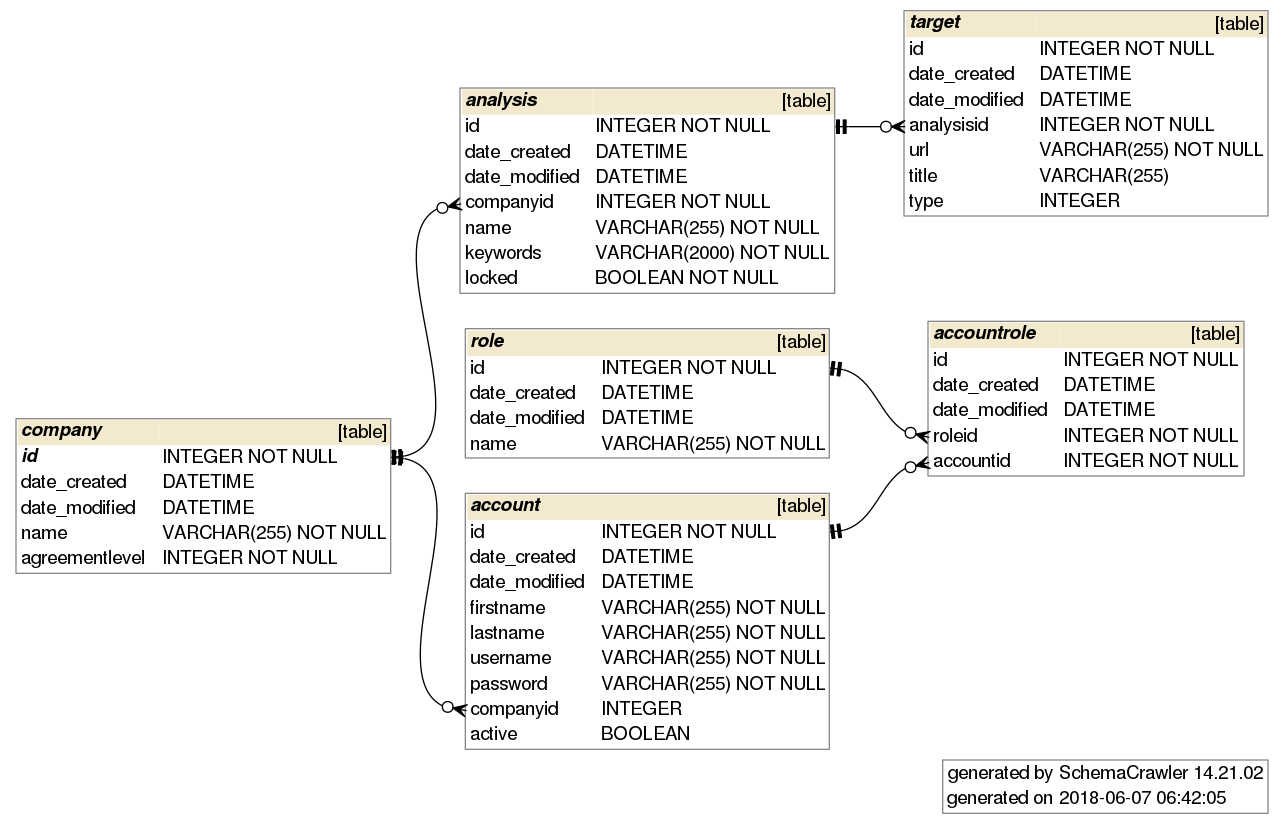 target [table]
id INTEGER NOT NULL
date_created DATETIME
date_modified DATETIME
analysisid INTEGER NOT NULL
url VARCHAR(255) NOT NULL
title VARCHAR(255)
type INTEGER
analysis [table]
id INTEGER NOT NULL
date_created DATETIME
date_modified DATETIME
companyid INTEGER NOT NULL
name VARCHAR(255) NOT NULL
keywords VARCHAR(2000) NOT NULL
locked BOOLEAN NOT NULL
role [table]
id INTEGER NOT NULL
date_created DATETIME
date_modified DATETIME
name VARCHAR(255) NOT NULL
accountrole [table]
id INTEGER NOT NULL
date_created DATETIME
date_modified DATETIME
roleid INTEGER NOT NULL
accountid INTEGER NOT NULL
company [table]
id INTEGER NOT NULL
date_created DATETIME
date_modified DATETIME
name VARCHAR(255) NOT NULL
agreementlevel INTEGER NOT NULL
account [table]
id INTEGER NOT NULL
date_created DATETIME
date_modified DATETIME
firstname VARCHAR(255) NOT NULL
lastname VARCHAR(255) NOT NULL
username VARCHAR(255) NOT NULL
password VARCHAR(255) NOT NULL
companyid INTEGER
active BOOLEAN
generated by SchemaCrawler 14.21.02
generated on 2018-06-07 06:42:05